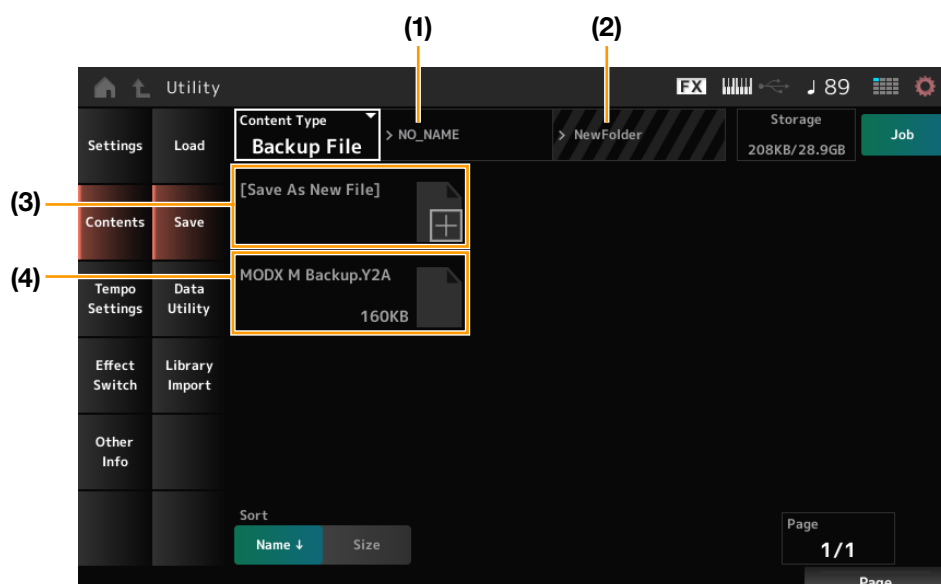 (1)
(2)
Utility
FX
89
Settings
Load
Content Type
Backup File
> NO_NAME
> NewFolder
Storage
208KB/28.9GB
Job
(3)
[Save As New File]
Contents
Save
(4)
MODX M Backup.Y2A
160KB
Tempo
Settings
Data
Utility
Effect
Switch
Library
Import
Other
Info
Sort
Name ↓
Size
Page
1/1
Page